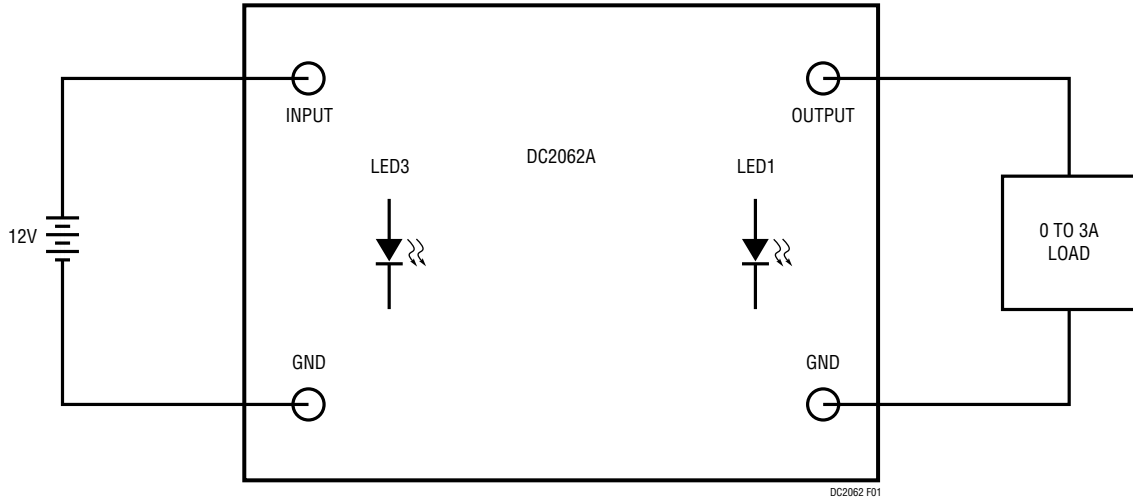 INPUT
OUTPUT
DC2062A
LED3
LED1
12V
0 TO 3A
LOAD
GND
GND
DC2062 F01